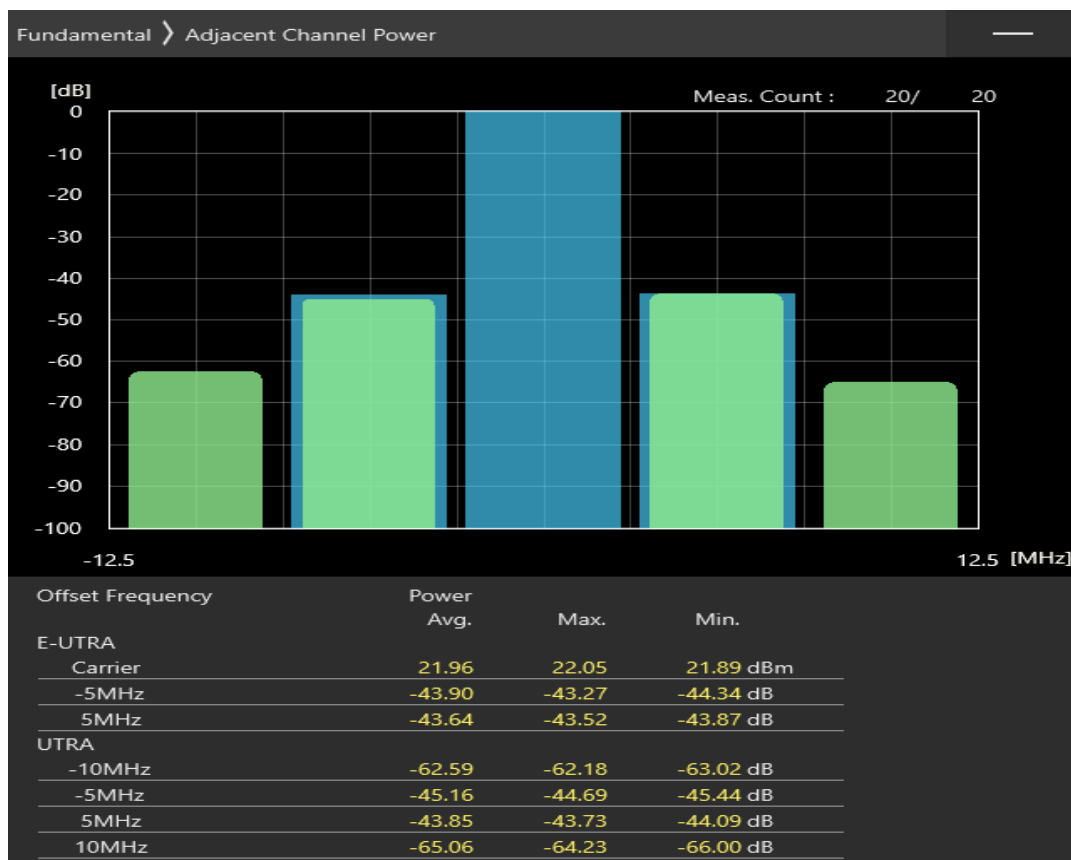 Fundamental ❯ Adjacent Channel Power
[dB]
Meas. Count : 20/ 20
0
-10
-20
-30
-40
-50
-60
-70
-80
-90
-100
-12.5 12.5 [MHz]
Offset Frequency Power
Avg. Max. Min.
E-UTRA
Carrier 21.96 22.05 21.89 dBm
-5MHz -43.90 -43.27 -44.34 dB
5MHz -43.64 -43.52 -43.87 dB
UTRA
-10MHz -62.59 -62.18 -63.02 dB
-5MHz -45.16 -44.69 -45.44 dB
5MHz -43.85 -43.73 -44.09 dB
10MHz -65.06 -64.23 -66.00 dB